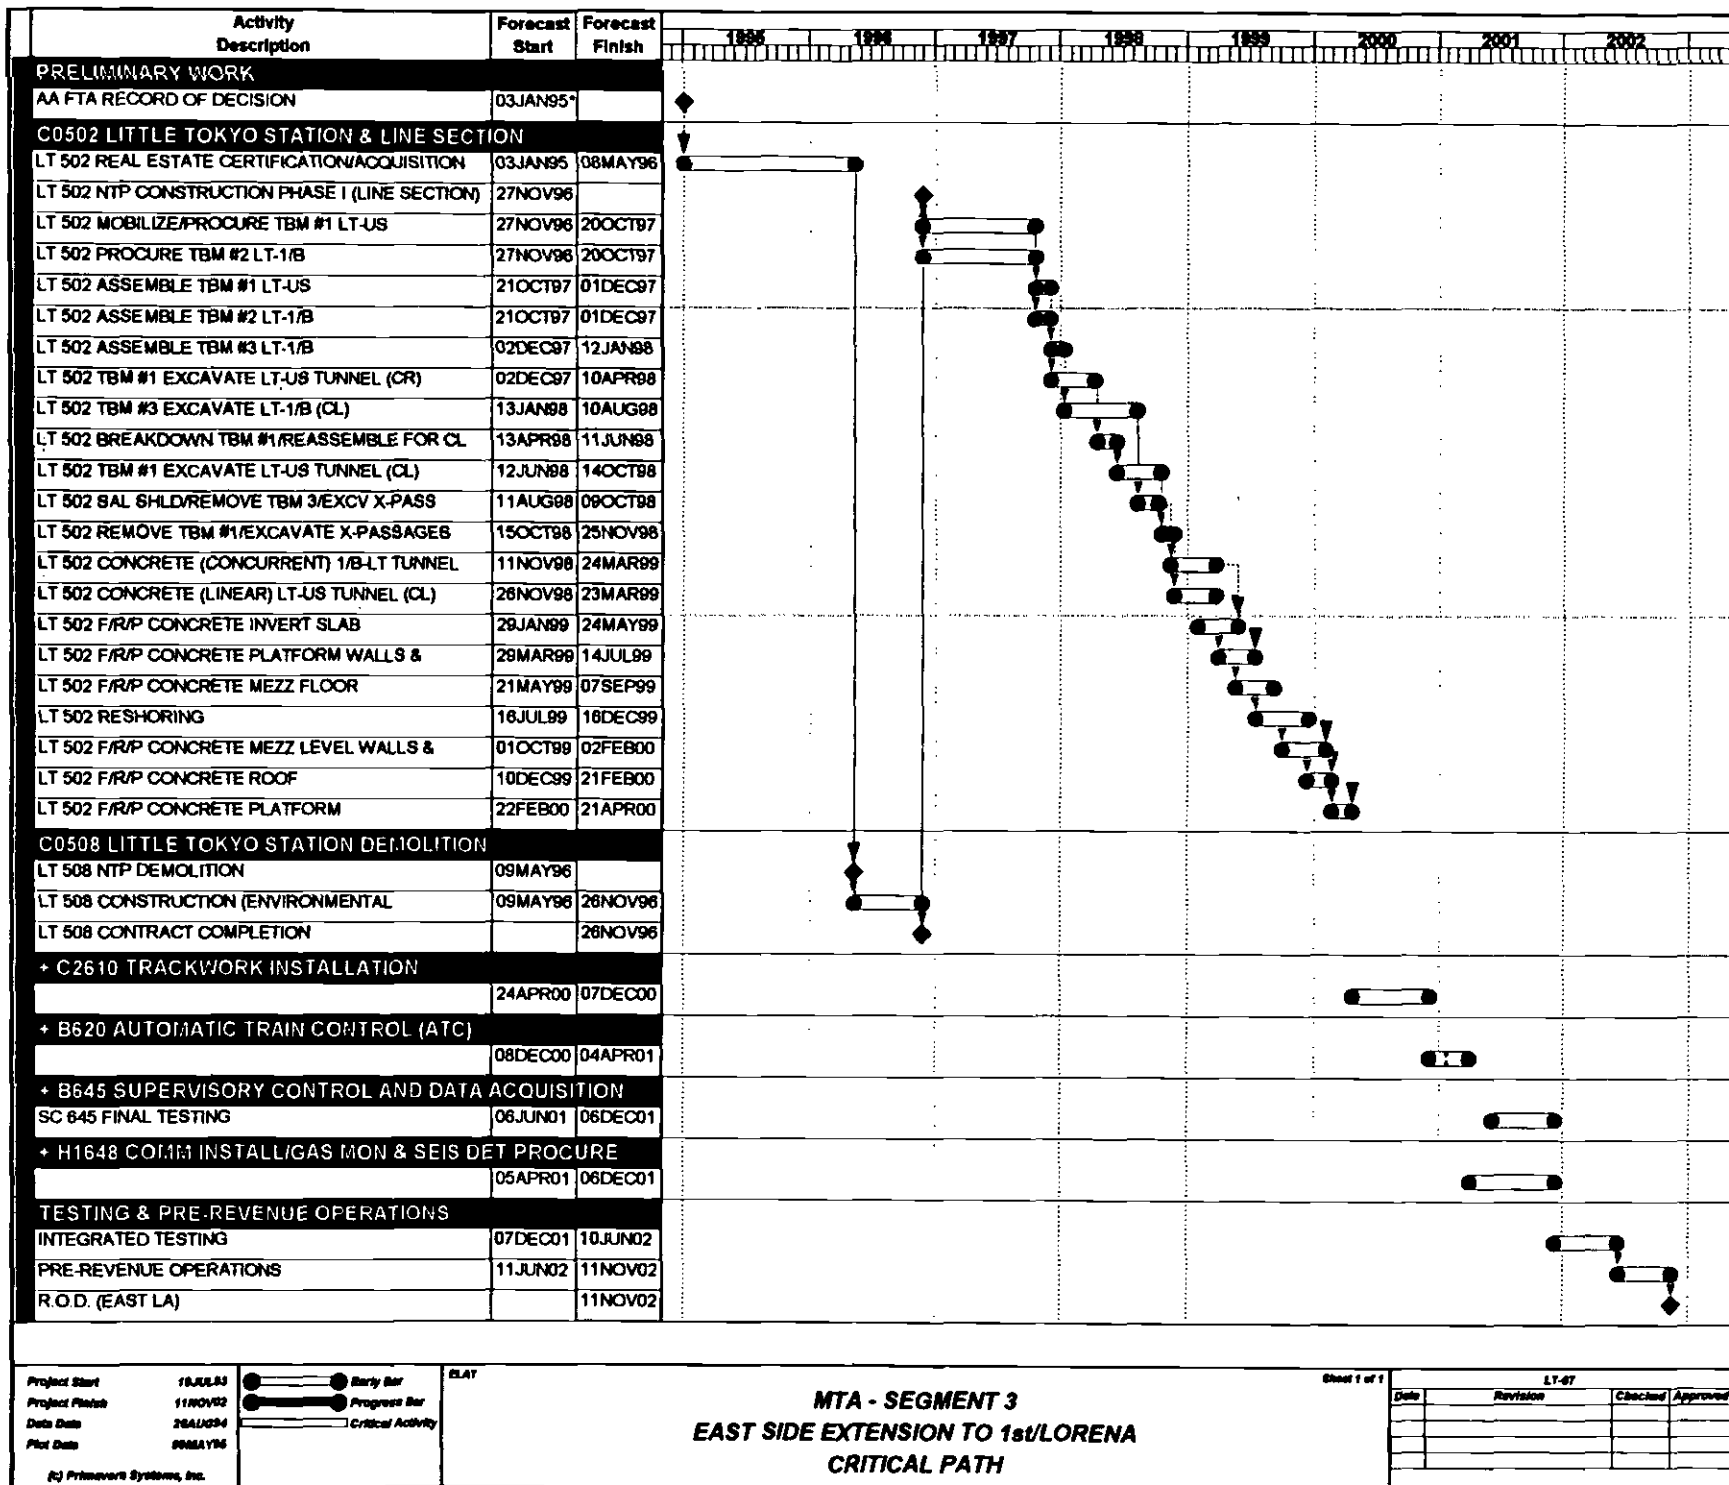 Activity Description Forecast Start Forecast Finish 1995 1996 1997 1998 1999 2000 2001 2002
PRELIMINARY WORK
AA FTA RECORD OF DECISION 03JAN95*
C0502 LITTLE TOKYO STATION & LINE SECTION
LT 502 REAL ESTATE CERTIFICATION/ACQUISITION 03JAN95 08MAY96
LT 502 NTP CONSTRUCTION PHASE I (LINE SECTION) 27NOV96
LT 502 MOBILIZE/PROCURE TBM #1 LT-US 27NOV96 20OCT97
LT 502 PROCURE TBM #2 LT-1/B 27NOV96 20OCT97
LT 502 ASSEMBLE TBM #1 LT-US 21OCT97 01DEC97
LT 502 ASSEMBLE TBM #2 LT-1/B 21OCT97 01DEC97
LT 502 ASSEMBLE TBM #3 LT-1/B 02DEC97 12JAN98
LT 502 TBM #1 EXCAVATE LT-US TUNNEL (CR) 02DEC97 10APR98
LT 502 TBM #3 EXCAVATE LT-1/B (CL) 13JAN98 10AUG98
LT 502 BREAKDOWN TBM #1/REASSEMBLE FOR CL 13APR98 11JUN98
LT 502 TBM #1 EXCAVATE LT-US TUNNEL (CL) 12JUN98 14OCT98
LT 502 SAL SHLD/REMOVE TBM 3/EXCV X-PASS 11AUG98 09OCT98
LT 502 REMOVE TBM #1/EXCAVATE X-PASSAGES 15OCT98 25NOV98
LT 502 CONCRETE (CONCURRENT) 1/B-LT TUNNEL 11NOV98 24MAR99
LT 502 CONCRETE (LINEAR) LT-US TUNNEL (CL) 26NOV98 23MAR99
LT 502 F/R/P CONCRETE INVERT SLAB 29JAN99 24MAY99
LT 502 F/R/P CONCRETE PLATFORM WALLS & 29MAR99 14JUL99
LT 502 F/R/P CONCRETE MEZZ FLOOR 21MAY99 07SEP99
LT 502 RESHORING 16JUL99 16DEC99
LT 502 F/R/P CONCRETE MEZZ LEVEL WALLS & 01OCT99 02FEB00
LT 502 F/R/P CONCRETE ROOF 10DEC99 21FEB00
LT 502 F/R/P CONCRETE PLATFORM 22FEB00 21APR00
C0508 LITTLE TOKYO STATION DEMOLITION
LT 508 NTP DEMOLITION 09MAY96
LT 508 CONSTRUCTION (ENVIRONMENTAL 09MAY96 26NOV96
LT 508 CONTRACT COMPLETION 26NOV96
+ C2610 TRACKWORK INSTALLATION
24APR00 07DEC00
+ B620 AUTOMATIC TRAIN CONTROL (ATC)
08DEC00 04APR01
+ B645 SUPERVISORY CONTROL AND DATA ACQUISITION
SC 645 FINAL TESTING 06JUN01 06DEC01
+ H1648 COMM INSTALL/GAS MON & SEIS DET PROCURE
05APR01 06DEC01
TESTING & PRE-REVENUE OPERATIONS
INTEGRATED TESTING 07DEC01 10JUN02
PRE-REVENUE OPERATIONS 11JUN02 11NOV02
R.O.D. (EAST LA) 11NOV02
Project Start
Project Finish 11NOV02
Data Date 26AUG94
Plot Date
(c) Primavera Systems, Inc.
Early Bar
Progress Bar
Critical Activity
ELAT
MTA - SEGMENT 3
EAST SIDE EXTENSION TO 1st/LORENA
CRITICAL PATH
Sheet 1 of 1
LT-07
Date Revision Checked Approved